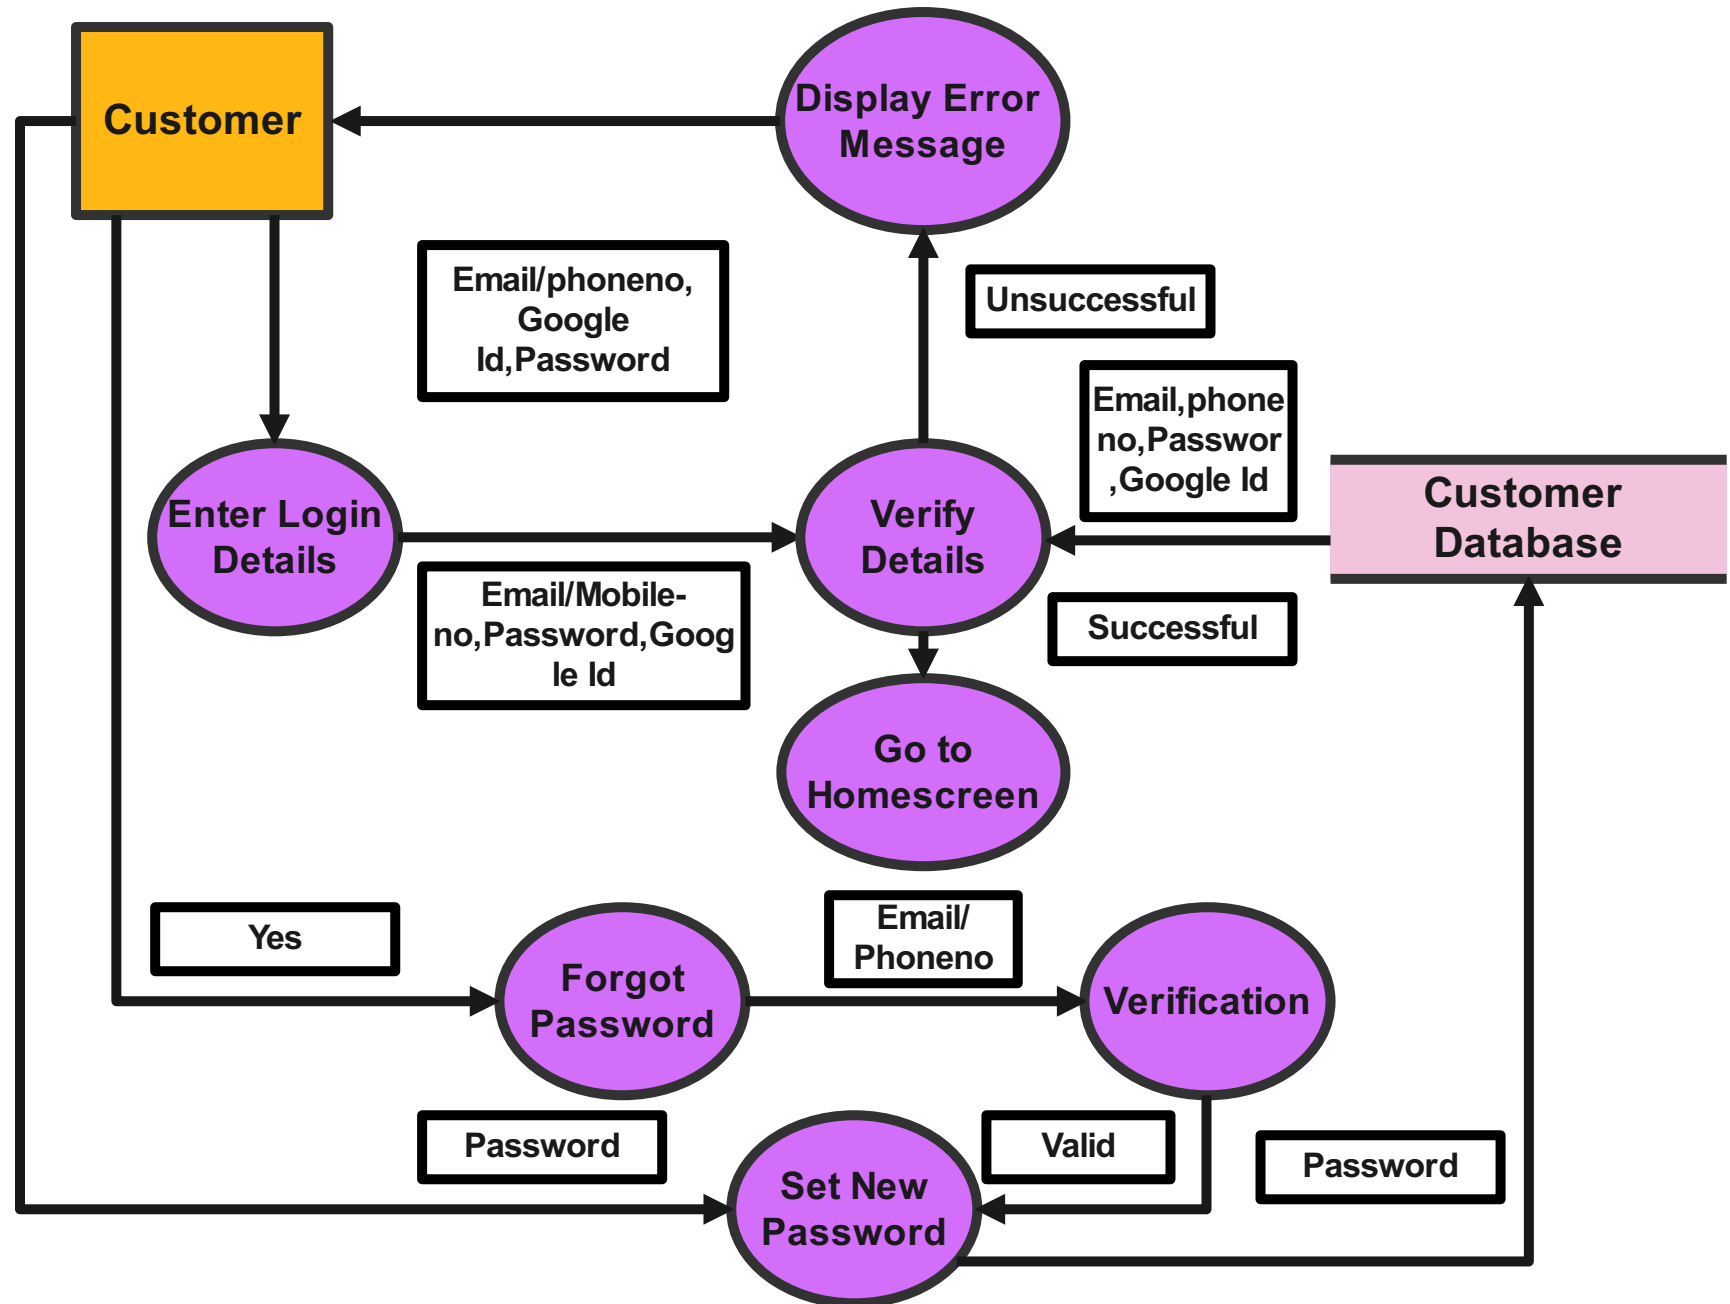 Customer
Display Error
Message
Email/phoneno,
Google
Id,Password
Unsuccessful
Email,phone
no,Passwor
,Google Id
Customer
Database
Enter Login
Details
Verify
Details
Email/Mobile-
no,Password,Goog
le Id
Successful
Go to
Homescreen
Yes
Email/
Phoneno
Forgot
Password
Verification
Password
Valid
Password
Set New
Password